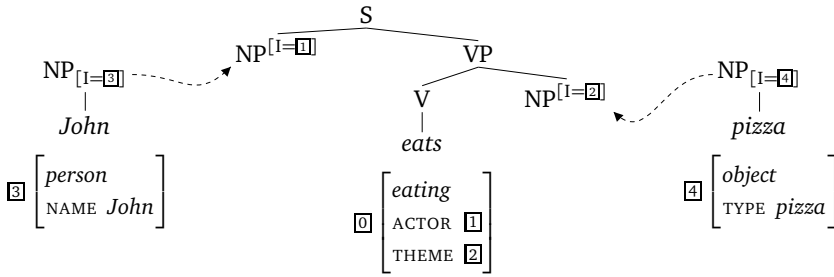 S
NP[I=1] VP
NP[I=3] V NP[I=2] NP[I=4]
John eats pizza
3 person
NAME John
0 eating
ACTOR 1
THEME 2
4 object
TYPE pizza